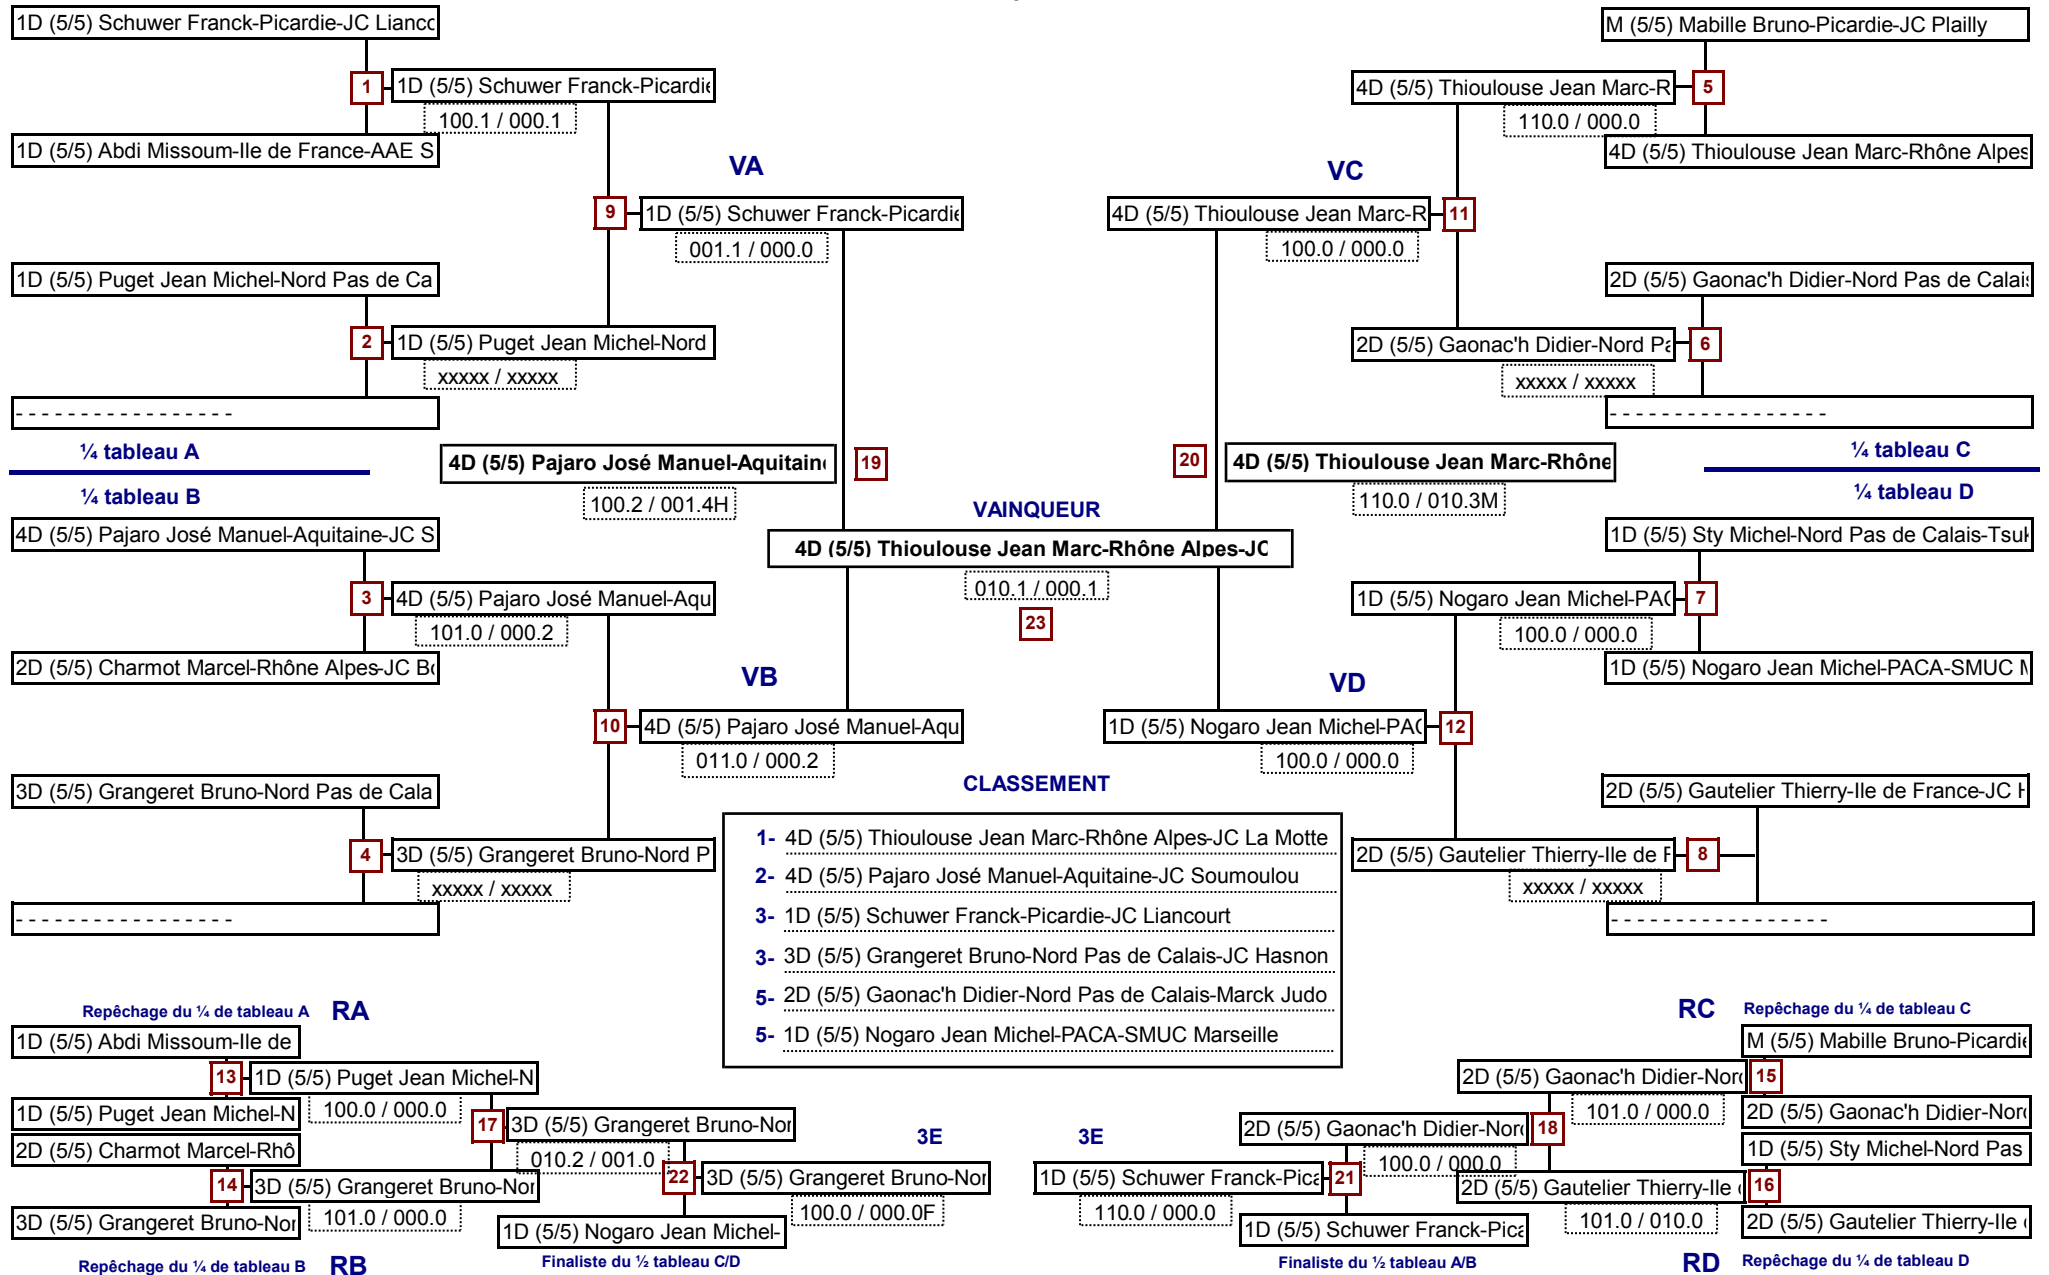 1D (5/5) Schuwer Franck-Picardie-JC Lianco
1
1D (5/5) Schuwer Franck-Picardie
100.1 / 000.1
1D (5/5) Abdi Missoum-Ile de France-AAE S
VA
9
1D (5/5) Schuwer Franck-Picardie
001.1 / 000.0
1D (5/5) Puget Jean Michel-Nord Pas de Ca
2
1D (5/5) Puget Jean Michel-Nord
xxxxx / xxxxx
- - - - - - - - - - - - - - - - -
¼ tableau A
¼ tableau B
4D (5/5) Pajaro José Manuel-Aquitaine
19
100.2 / 001.4H
4D (5/5) Pajaro José Manuel-Aquitaine-JC S
3
4D (5/5) Pajaro José Manuel-Aqu
101.0 / 000.2
2D (5/5) Charmot Marcel-Rhône Alpes-JC Bo
VB
10
4D (5/5) Pajaro José Manuel-Aqu
011.0 / 000.2
3D (5/5) Grangeret Bruno-Nord Pas de Cala
4
3D (5/5) Grangeret Bruno-Nord P
xxxxx / xxxxx
- - - - - - - - - - - - - - - - -
M (5/5) Mabille Bruno-Picardie-JC Plailly
4D (5/5) Thioulouse Jean Marc-R
5
110.0 / 000.0
4D (5/5) Thioulouse Jean Marc-Rhône Alpes
VC
4D (5/5) Thioulouse Jean Marc-R
11
100.0 / 000.0
2D (5/5) Gaonac'h Didier-Nord Pas de Calais
2D (5/5) Gaonac'h Didier-Nord Pa
6
xxxxx / xxxxx
- - - - - - - - - - - - - - - - -
¼ tableau C
¼ tableau D
20
4D (5/5) Thioulouse Jean Marc-Rhône
110.0 / 010.3M
VAINQUEUR
4D (5/5) Thioulouse Jean Marc-Rhône Alpes-JC
010.1 / 000.1
23
1D (5/5) Sty Michel-Nord Pas de Calais-Tsuk
1D (5/5) Nogaro Jean Michel-PAC
7
100.0 / 000.0
1D (5/5) Nogaro Jean Michel-PACA-SMUC M
VD
1D (5/5) Nogaro Jean Michel-PAC
12
100.0 / 000.0
2D (5/5) Gautelier Thierry-Ile de France-JC H
2D (5/5) Gautelier Thierry-Ile de F
8
xxxxx / xxxxx
- - - - - - - - - - - - - - - - -
CLASSEMENT
1- 4D (5/5) Thioulouse Jean Marc-Rhône Alpes-JC La Motte
2- 4D (5/5) Pajaro José Manuel-Aquitaine-JC Soumoulou
3- 1D (5/5) Schuwer Franck-Picardie-JC Liancourt
3- 3D (5/5) Grangeret Bruno-Nord Pas de Calais-JC Hasnon
5- 2D (5/5) Gaonac'h Didier-Nord Pas de Calais-Marck Judo
5- 1D (5/5) Nogaro Jean Michel-PACA-SMUC Marseille
Repêchage du ¼ de tableau A RA
1D (5/5) Abdi Missoum-Ile de
13
1D (5/5) Puget Jean Michel-N
100.0 / 000.0
1D (5/5) Puget Jean Michel-N
2D (5/5) Charmot Marcel-Rhô
14
3D (5/5) Grangeret Bruno-Nor
101.0 / 000.0
3D (5/5) Grangeret Bruno-Nor
Repêchage du ¼ de tableau B RB
17
3D (5/5) Grangeret Bruno-Nor
010.2 / 001.0
22
3E
3D (5/5) Grangeret Bruno-Nor
100.0 / 000.0F
1D (5/5) Nogaro Jean Michel-
Finaliste du ½ tableau C/D
RC Repêchage du ¼ de tableau C
M (5/5) Mabille Bruno-Picardie
2D (5/5) Gaonac'h Didier-Nord
15
101.0 / 000.0
2D (5/5) Gaonac'h Didier-Nord
1D (5/5) Sty Michel-Nord Pas
2D (5/5) Gautelier Thierry-Ile d
16
101.0 / 010.0
2D (5/5) Gautelier Thierry-Ile d
RD Repêchage du ¼ de tableau D
2D (5/5) Gaonac'h Didier-Nord
18
100.0 / 000.0
3E
1D (5/5) Schuwer Franck-Pica
21
110.0 / 000.0
1D (5/5) Schuwer Franck-Pica
Finaliste du ½ tableau A/B